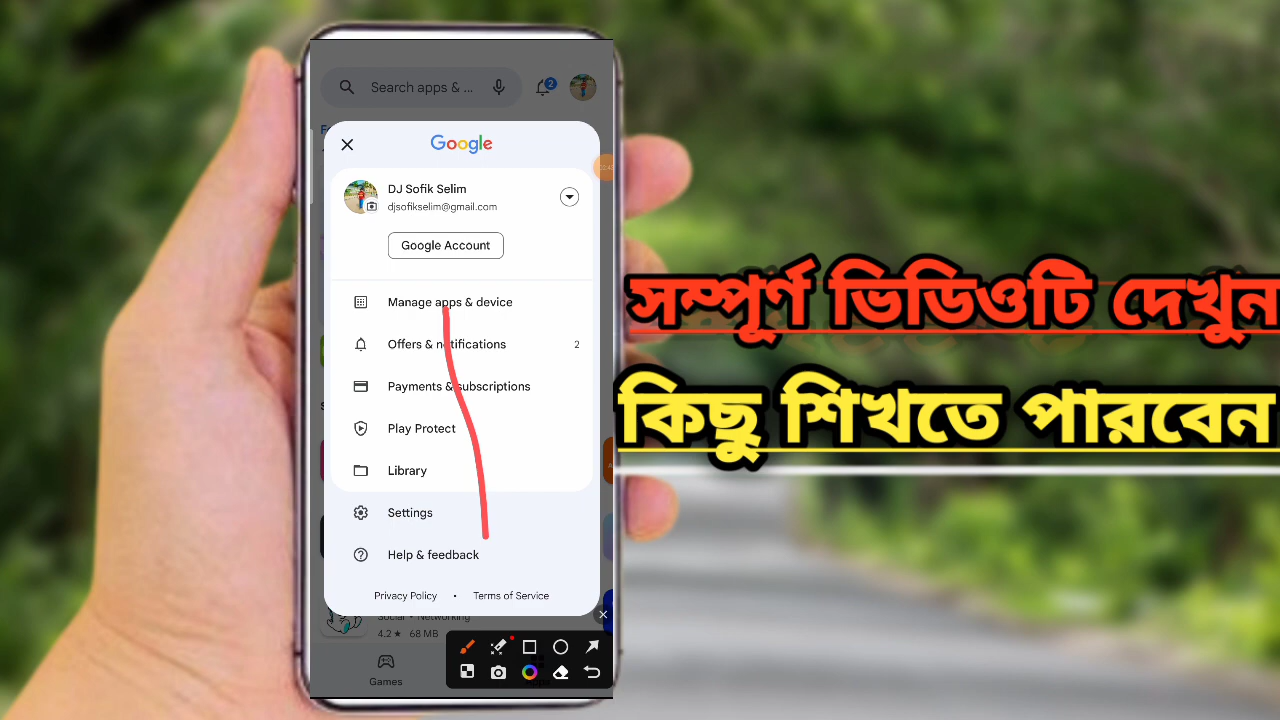 Search apps & ...
2
Google
DJ Sofik Selim
djsofikselim@gmail.com
Google Account
Manage apps & device
Offers & notifications 2
Payments & subscriptions
Play Protect
Library
Settings
Help & feedback
Privacy Policy • Terms of Service
Social • Networking
4.2★ 68 MB
Games
সম্পূর্ণ ভিডিওটি দেখুন
কিছু শিখতে পারবেন